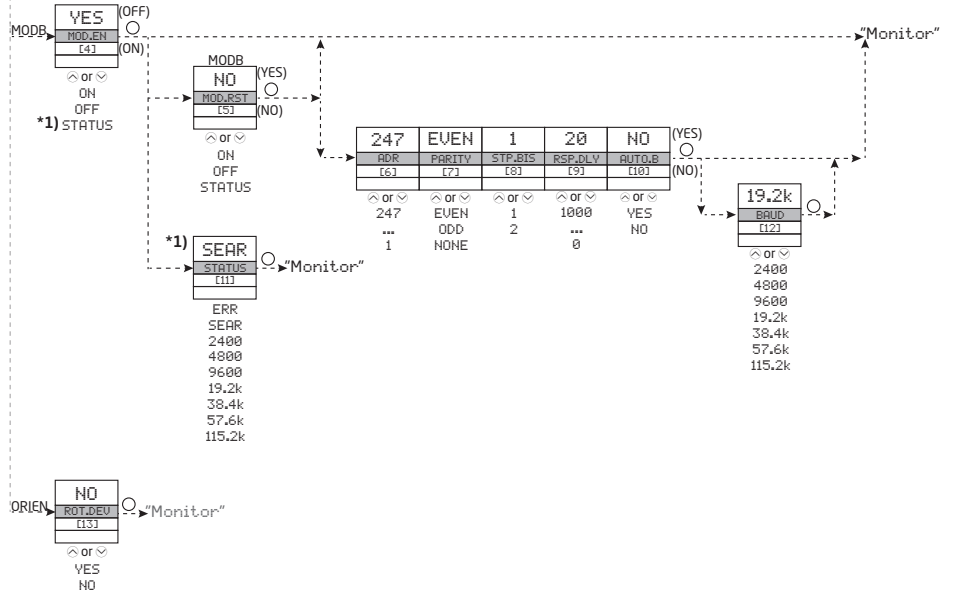 MODB
YES
MOD.EN
[4]
(OFF)
(ON)
or
ON
OFF
*1) STATUS
"Monitor"
MODB
NO
MOD.RST
[5]
(YES)
(NO)
or
ON
OFF
STATUS
247 EVEN 1 20 NO
ADR PARITY STP.BIS RSP.DLY AUTO.B
[6] [7] [8] [9] [10]
(YES)
(NO)
or or or or or
247 EVEN 1 1000 YES
... ODD 2 ... NO
1 NONE 0
19.2k
BAUD
[12]
or
2400
4800
9600
19.2k
38.4k
57.6k
115.2k
*1)
SEAR
STATUS
[11]
"Monitor"
ERR
SEAR
2400
4800
9600
19.2k
38.4k
57.6k
115.2k
ORIEN
NO
ROT.DEV
[13]
"Monitor"
or
YES
NO